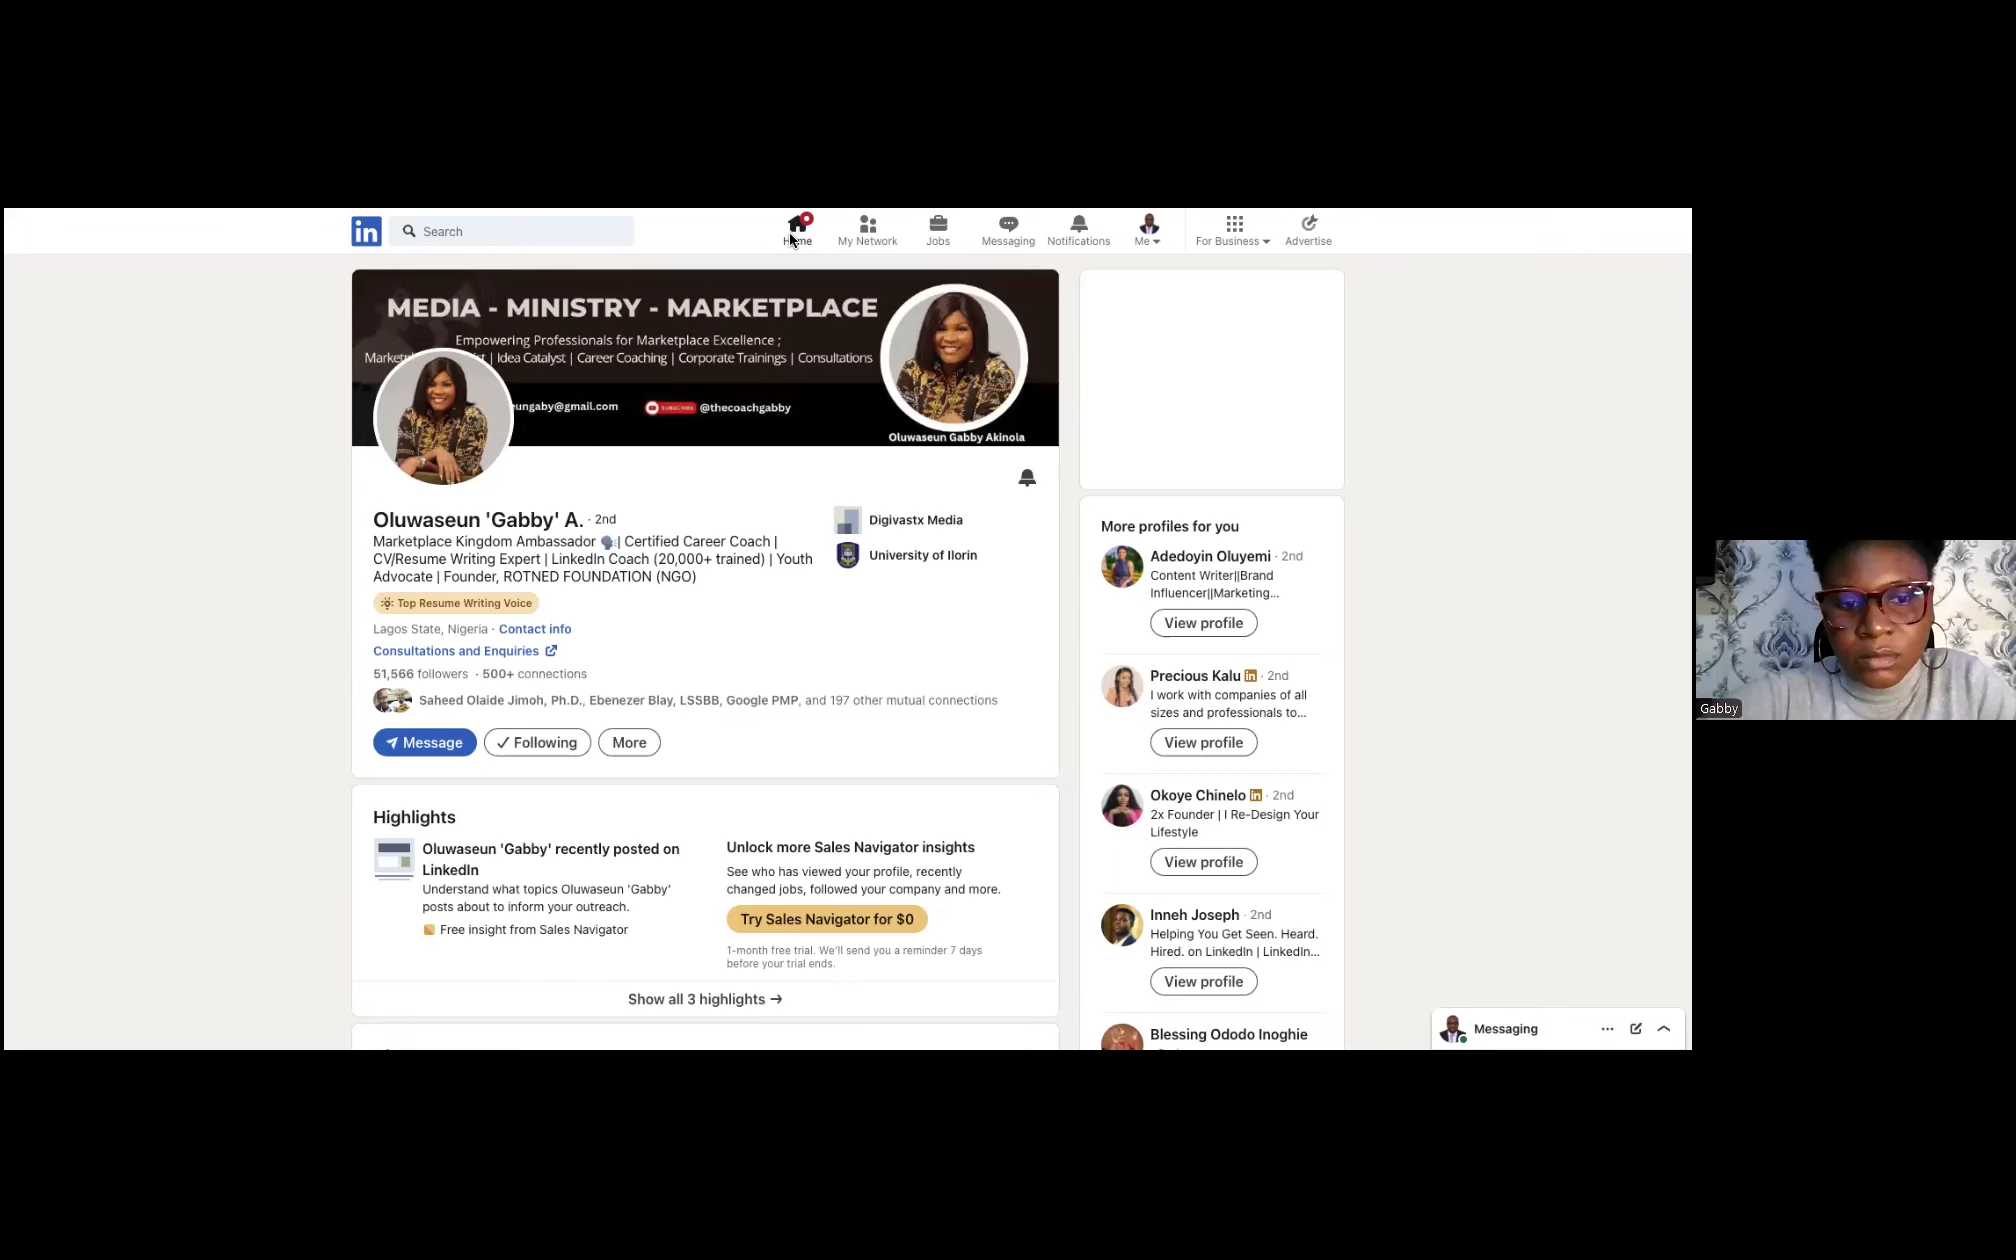 in
Search
Home
My Network
Jobs
Messaging
Notifications
Me
For Business
Advertise
MEDIA - MINISTRY - MARKETPLACE
Empowering Professionals for Marketplace Excellence ;
| Idea Catalyst | Career Coaching | Corporate Trainings | Consultations
eungaby@gmail.com
SUBSCRIBE
@thecoachgabby
Oluwaseun Gabby Akinola
Oluwaseun 'Gabby' A. · 2nd
Marketplace Kingdom Ambassador 🗣️| Certified Career Coach |
CV/Resume Writing Expert | LinkedIn Coach (20,000+ trained) | Youth
Advocate | Founder, ROTNED FOUNDATION (NGO)
Top Resume Writing Voice
Lagos State, Nigeria · Contact info
Consultations and Enquiries
51,566 followers · 500+ connections
Saheed Olaide Jimoh, Ph.D., Ebenezer Blay, LSSBB, Google PMP, and 197 other mutual connections
Message
Following
More
Digivastx Media
University of Ilorin
Highlights
Oluwaseun 'Gabby' recently posted on
LinkedIn
Understand what topics Oluwaseun 'Gabby'
posts about to inform your outreach.
Free insight from Sales Navigator
Unlock more Sales Navigator insights
See who has viewed your profile, recently
changed jobs, followed your company and more.
Try Sales Navigator for $0
1-month free trial. We'll send you a reminder 7 days
before your trial ends.
Show all 3 highlights →
More profiles for you
Adedoyin Oluyemi · 2nd
Content Writer||Brand
Influencer||Marketing...
View profile
Precious Kalu in · 2nd
I work with companies of all
sizes and professionals to...
View profile
Okoye Chinelo in · 2nd
2x Founder | I Re-Design Your
Lifestyle
View profile
Inneh Joseph · 2nd
Helping You Get Seen. Heard.
Hired. on LinkedIn | LinkedIn...
View profile
Blessing Ododo Inoghie
Messaging
Gabby